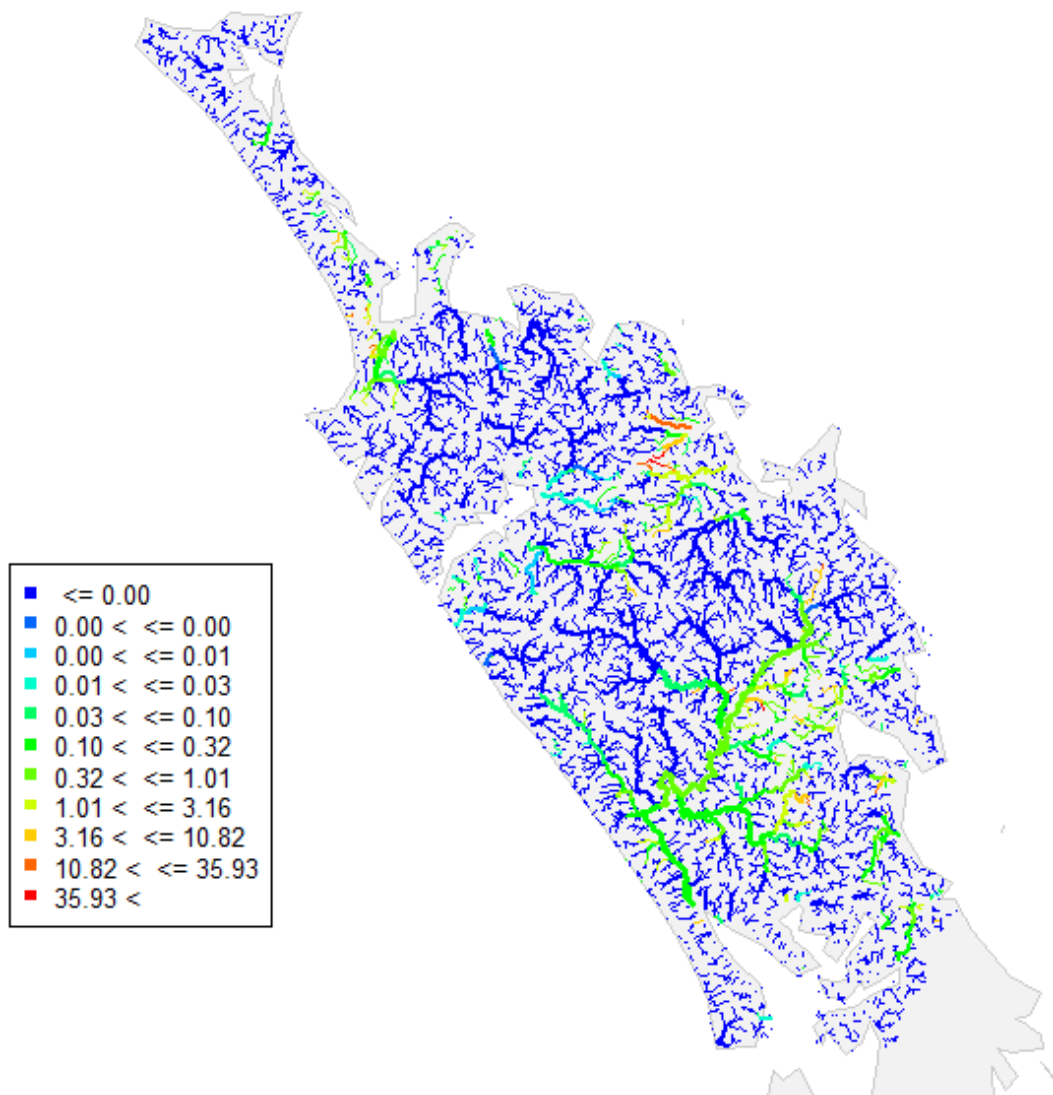 <= 0.00
0.00 < <= 0.00
0.00 < <= 0.01
0.01 < <= 0.03
0.03 < <= 0.10
0.10 < <= 0.32
0.32 < <= 1.01
1.01 < <= 3.16
3.16 < <= 10.82
10.82 < <= 35.93
35.93 <